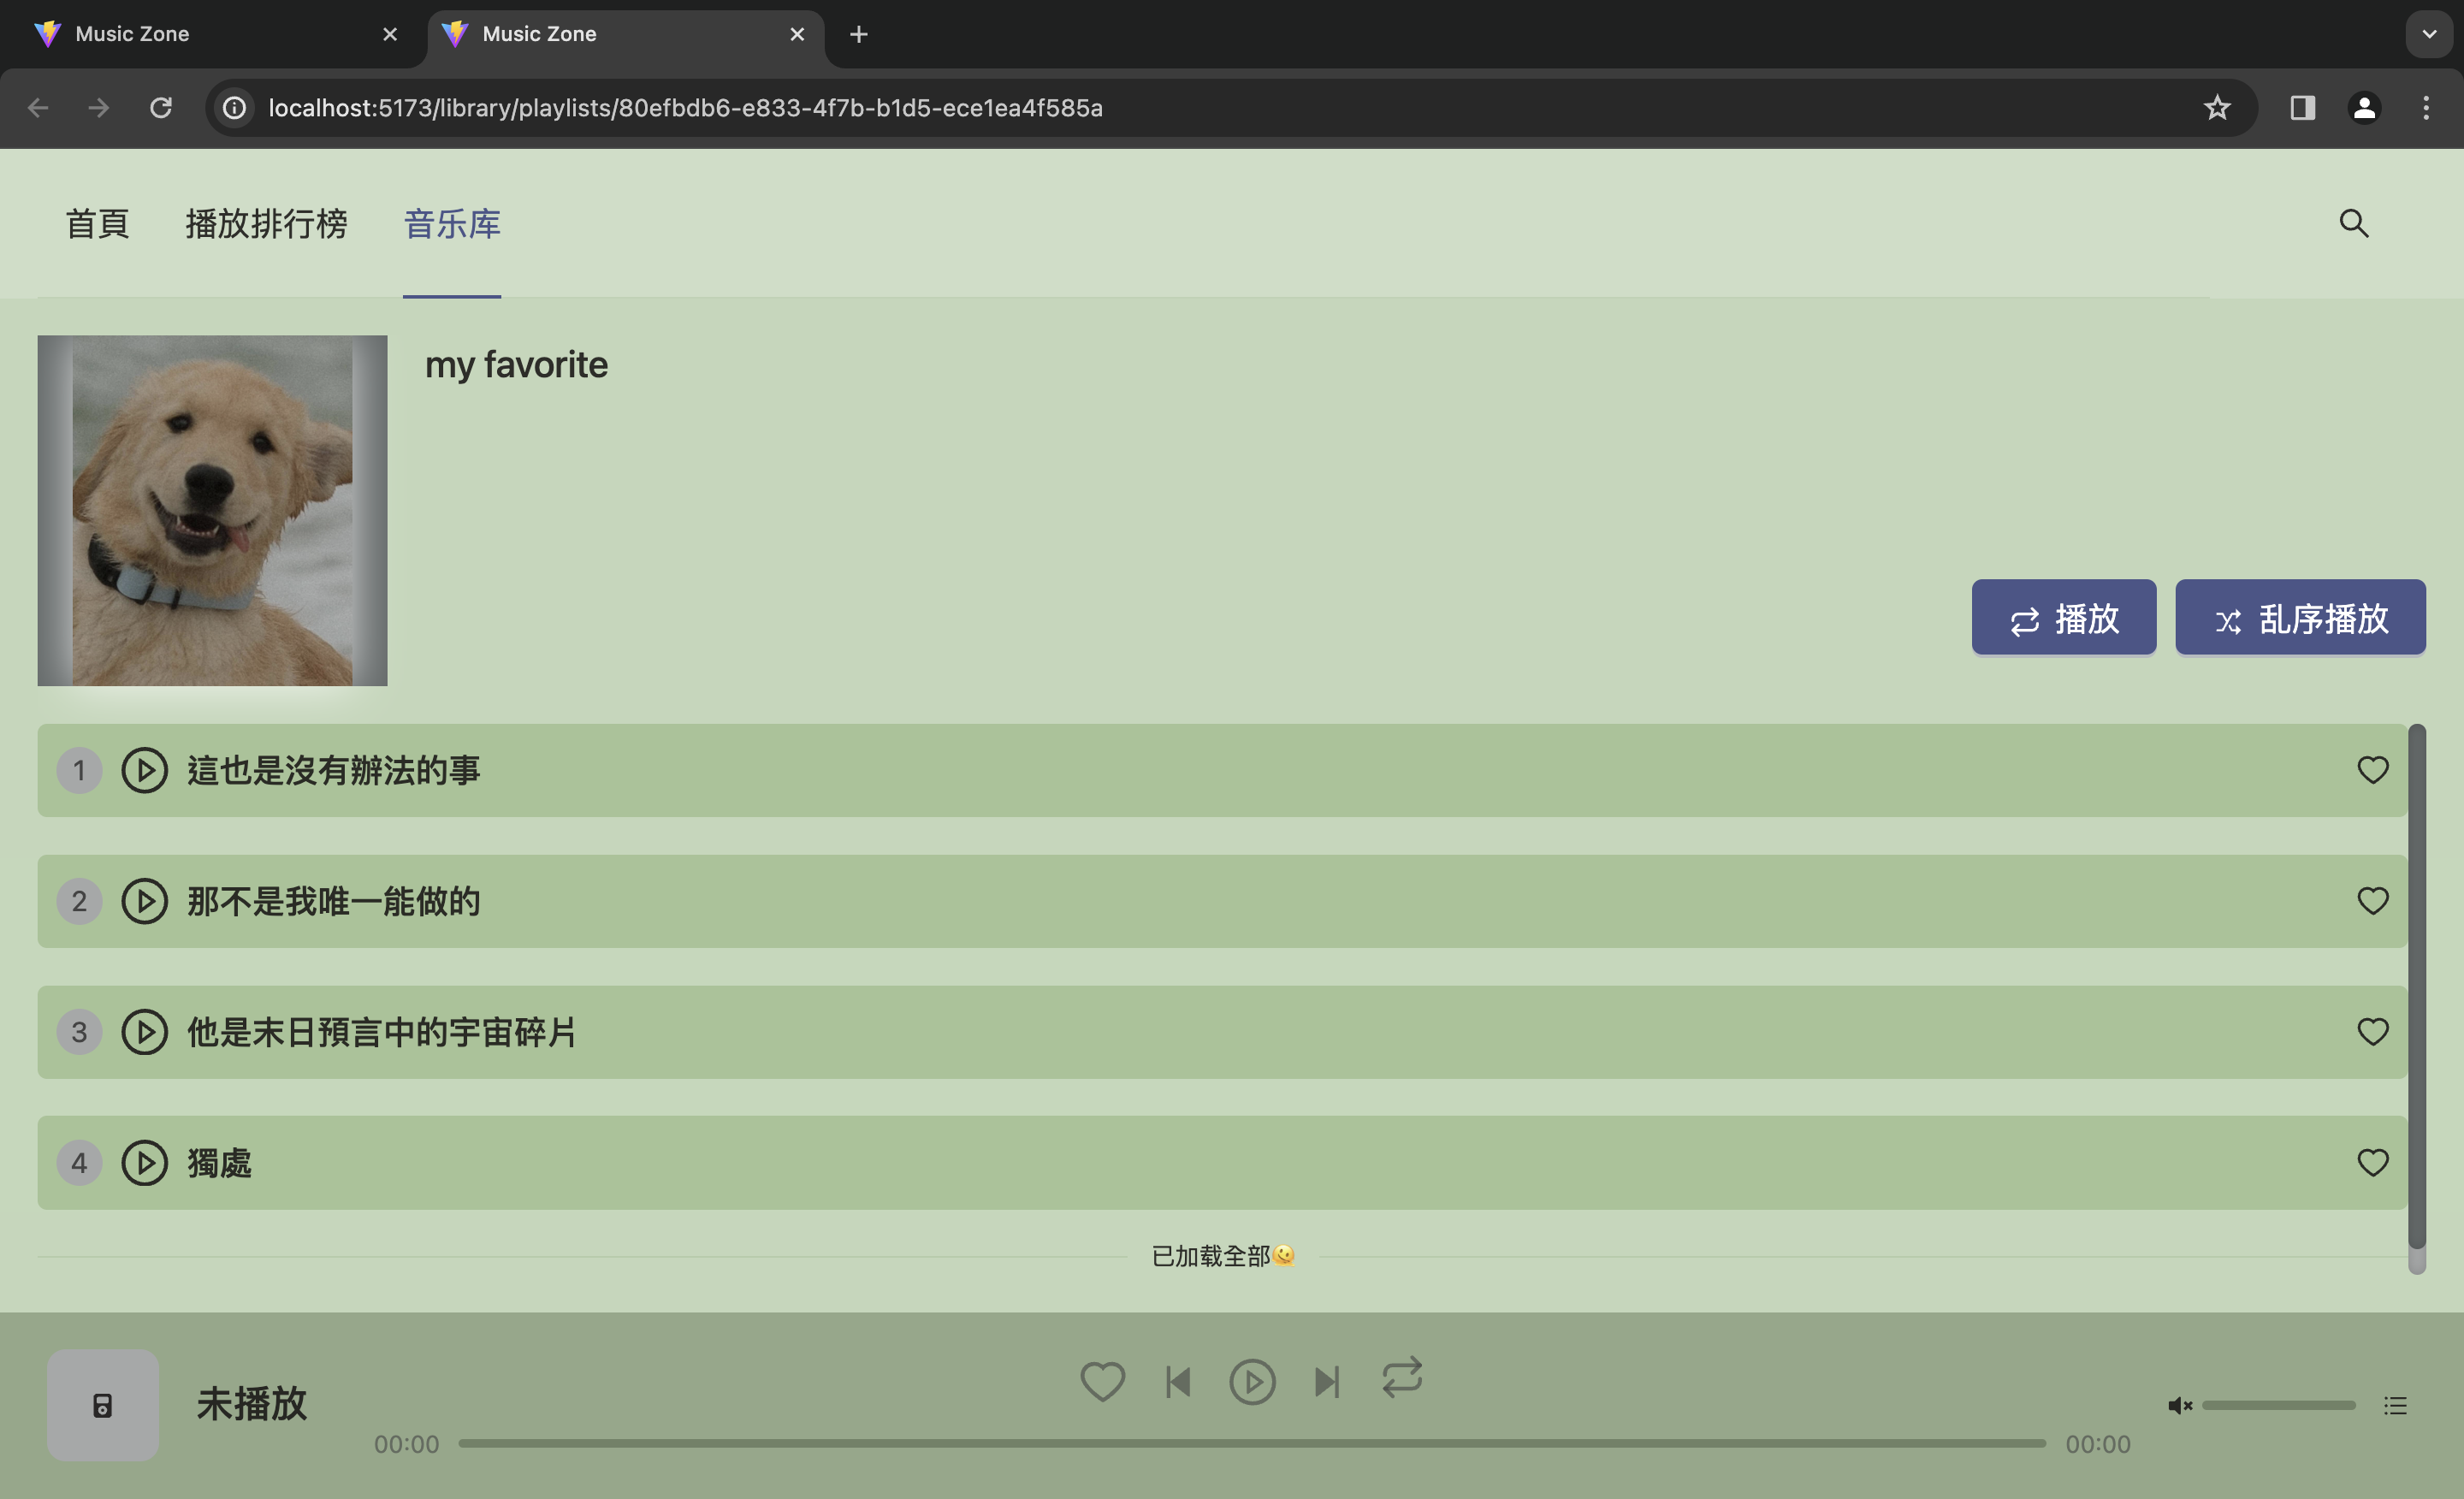 Music Zone
Music Zone
localhost:5173/library/playlists/80efbdb6-e833-4f7b-b1d5-ece1ea4f585a
首頁 播放排行榜 音乐库
my favorite
播放 乱序播放
1 這也是沒有辦法的事
2 那不是我唯一能做的
3 他是末日預言中的宇宙碎片
4 獨處
已加载全部🫠
未播放
00:00 00:00